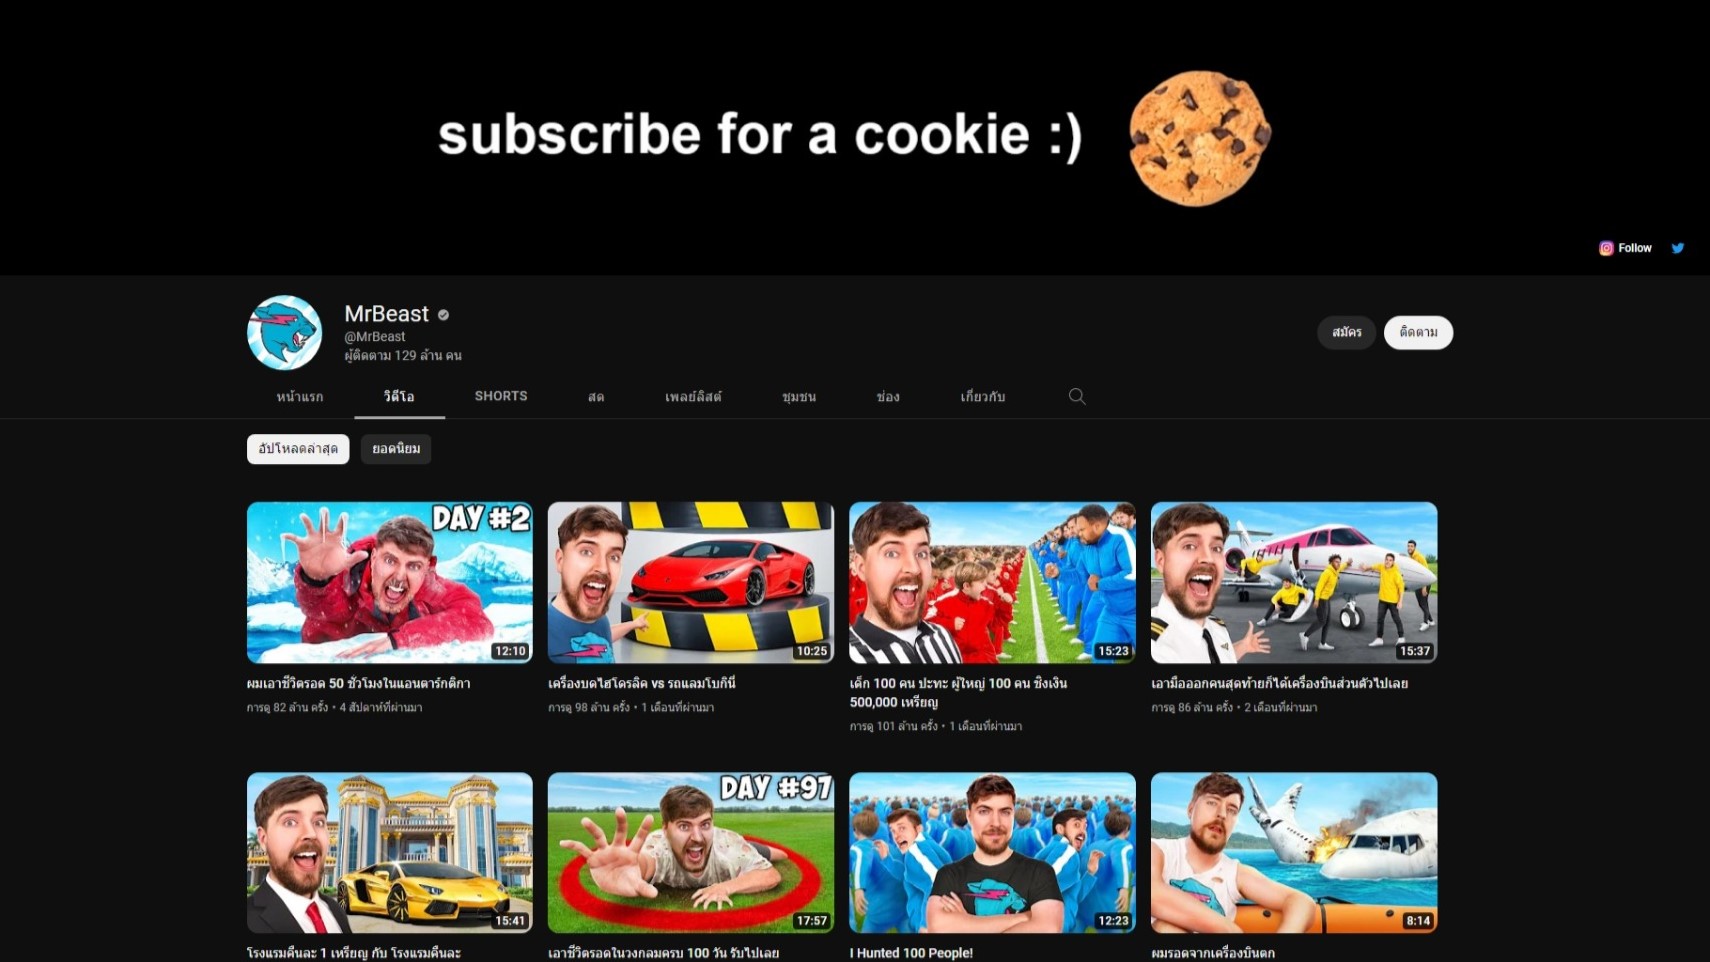 subscribe for a cookie :)
Follow
MrBeast
@MrBeast
ผู้ติดตาม 129 ล้าน คน
สมัคร
ติดตาม
หน้าแรก
วิดีโอ
SHORTS
สด
เพลย์ลิสต์
ชุมชน
ช่อง
เกี่ยวกับ
อัปโหลดล่าสุด
ยอดนิยม
DAY #2
12:10
10:25
15:23
15:37
ผมเอาชีวิตรอด 50 ชั่วโมงในแอนตาร์กติกา
การดู 82 ล้าน ครั้ง • 4 สัปดาห์ที่ผ่านมา
เครื่องบดไฮโดรลิค vs รถแลมโบกินี่
การดู 98 ล้าน ครั้ง • 1 เดือนที่ผ่านมา
เด็ก 100 คน ปะทะ ผู้ใหญ่ 100 คน ชิงเงิน
500,000 เหรียญ
การดู 101 ล้าน ครั้ง • 1 เดือนที่ผ่านมา
เอามือออกคนสุดท้ายก็ได้เครื่องบินส่วนตัวไปเลย
การดู 86 ล้าน ครั้ง • 2 เดือนที่ผ่านมา
15:41
DAY #97
17:57
12:23
8:14
โรงแรมคืนละ 1 เหรียญ กับ โรงแรมคืนละ
เอาชีวิตรอดในวงกลมครบ 100 วัน รับไปเลย
I Hunted 100 People!
ผมรอดจากเครื่องบินตก